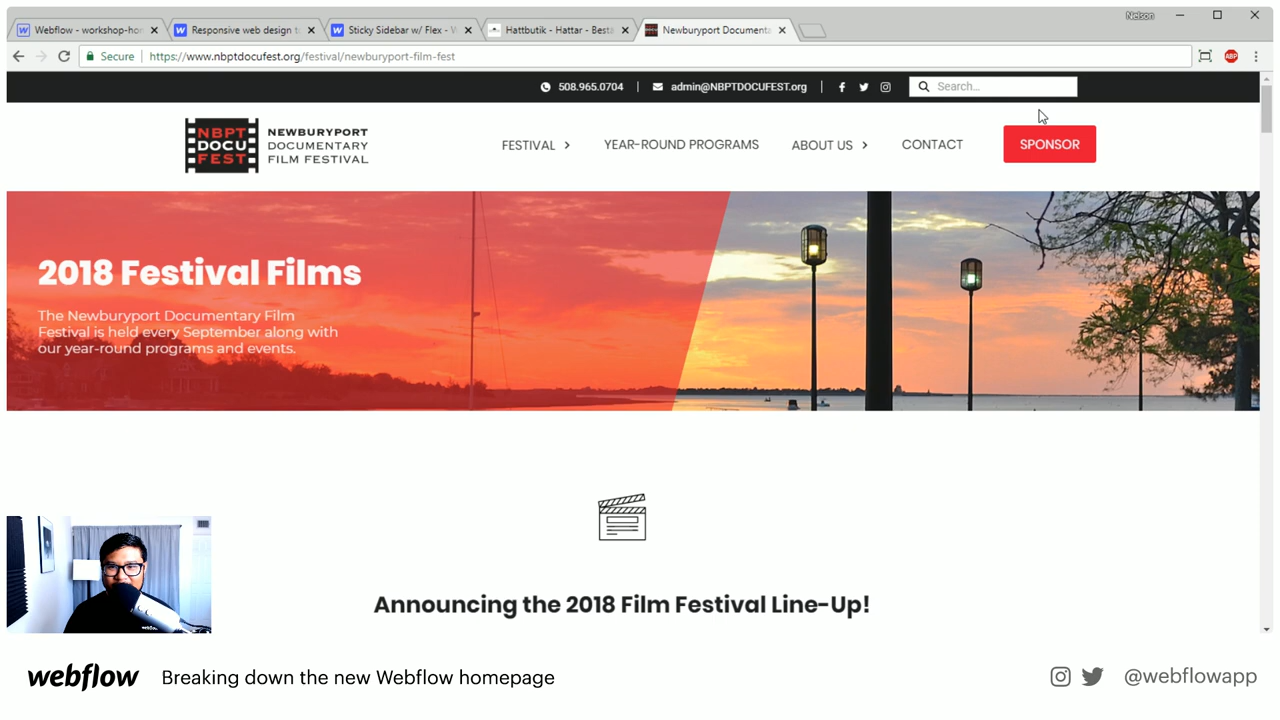 Nelson
Webflow - workshop-hom
Responsive web design to
Sticky Sidebar w/ Flex - W
Hattbutik - Hattar - Besta
Newburyport Documenta
Secure
https://www.nbptdocufest.org/festival/newburyport-film-fest
ABP
508.965.0704
admin@NBPTDOCUFEST.org
Search...
NBPT
DOCU
FEST
NEWBURYPORT
DOCUMENTARY
FILM FESTIVAL
FESTIVAL
YEAR-ROUND PROGRAMS
ABOUT US
CONTACT
SPONSOR
2018 Festival Films
The Newburyport Documentary Film
Festival is held every September along with
our year-round programs and events.
Announcing the 2018 Film Festival Line-Up!
webflow
Breaking down the new Webflow homepage
@webflowapp